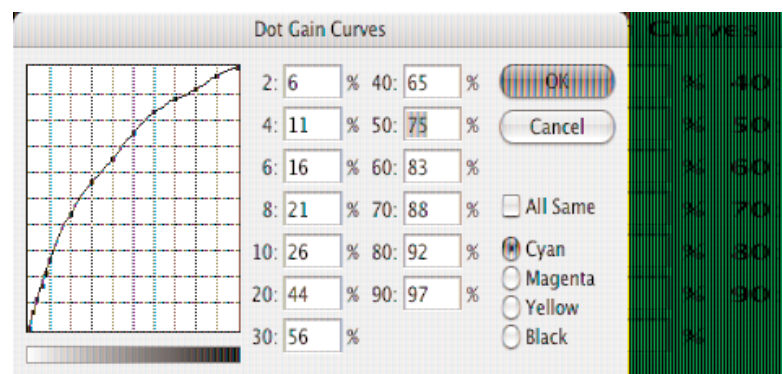 Dot Gain Curves Curves
2: 6 % 40: 65 % OK % 40
4: 11 % 50: 75 % Cancel % 50
6: 16 % 60: 83 % % 60
8: 21 % 70: 88 % All Same % 70
10: 26 % 80: 92 % Cyan % 80
Magenta
20: 44 % 90: 97 % Yellow % 90
30: 56 % Black %